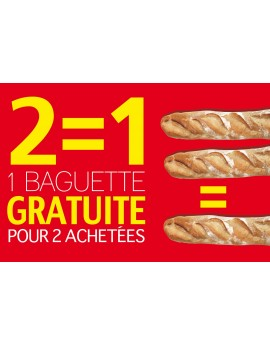 2=1
1 BAGUETTE
GRATUITE
POUR 2 ACHETÉES
=